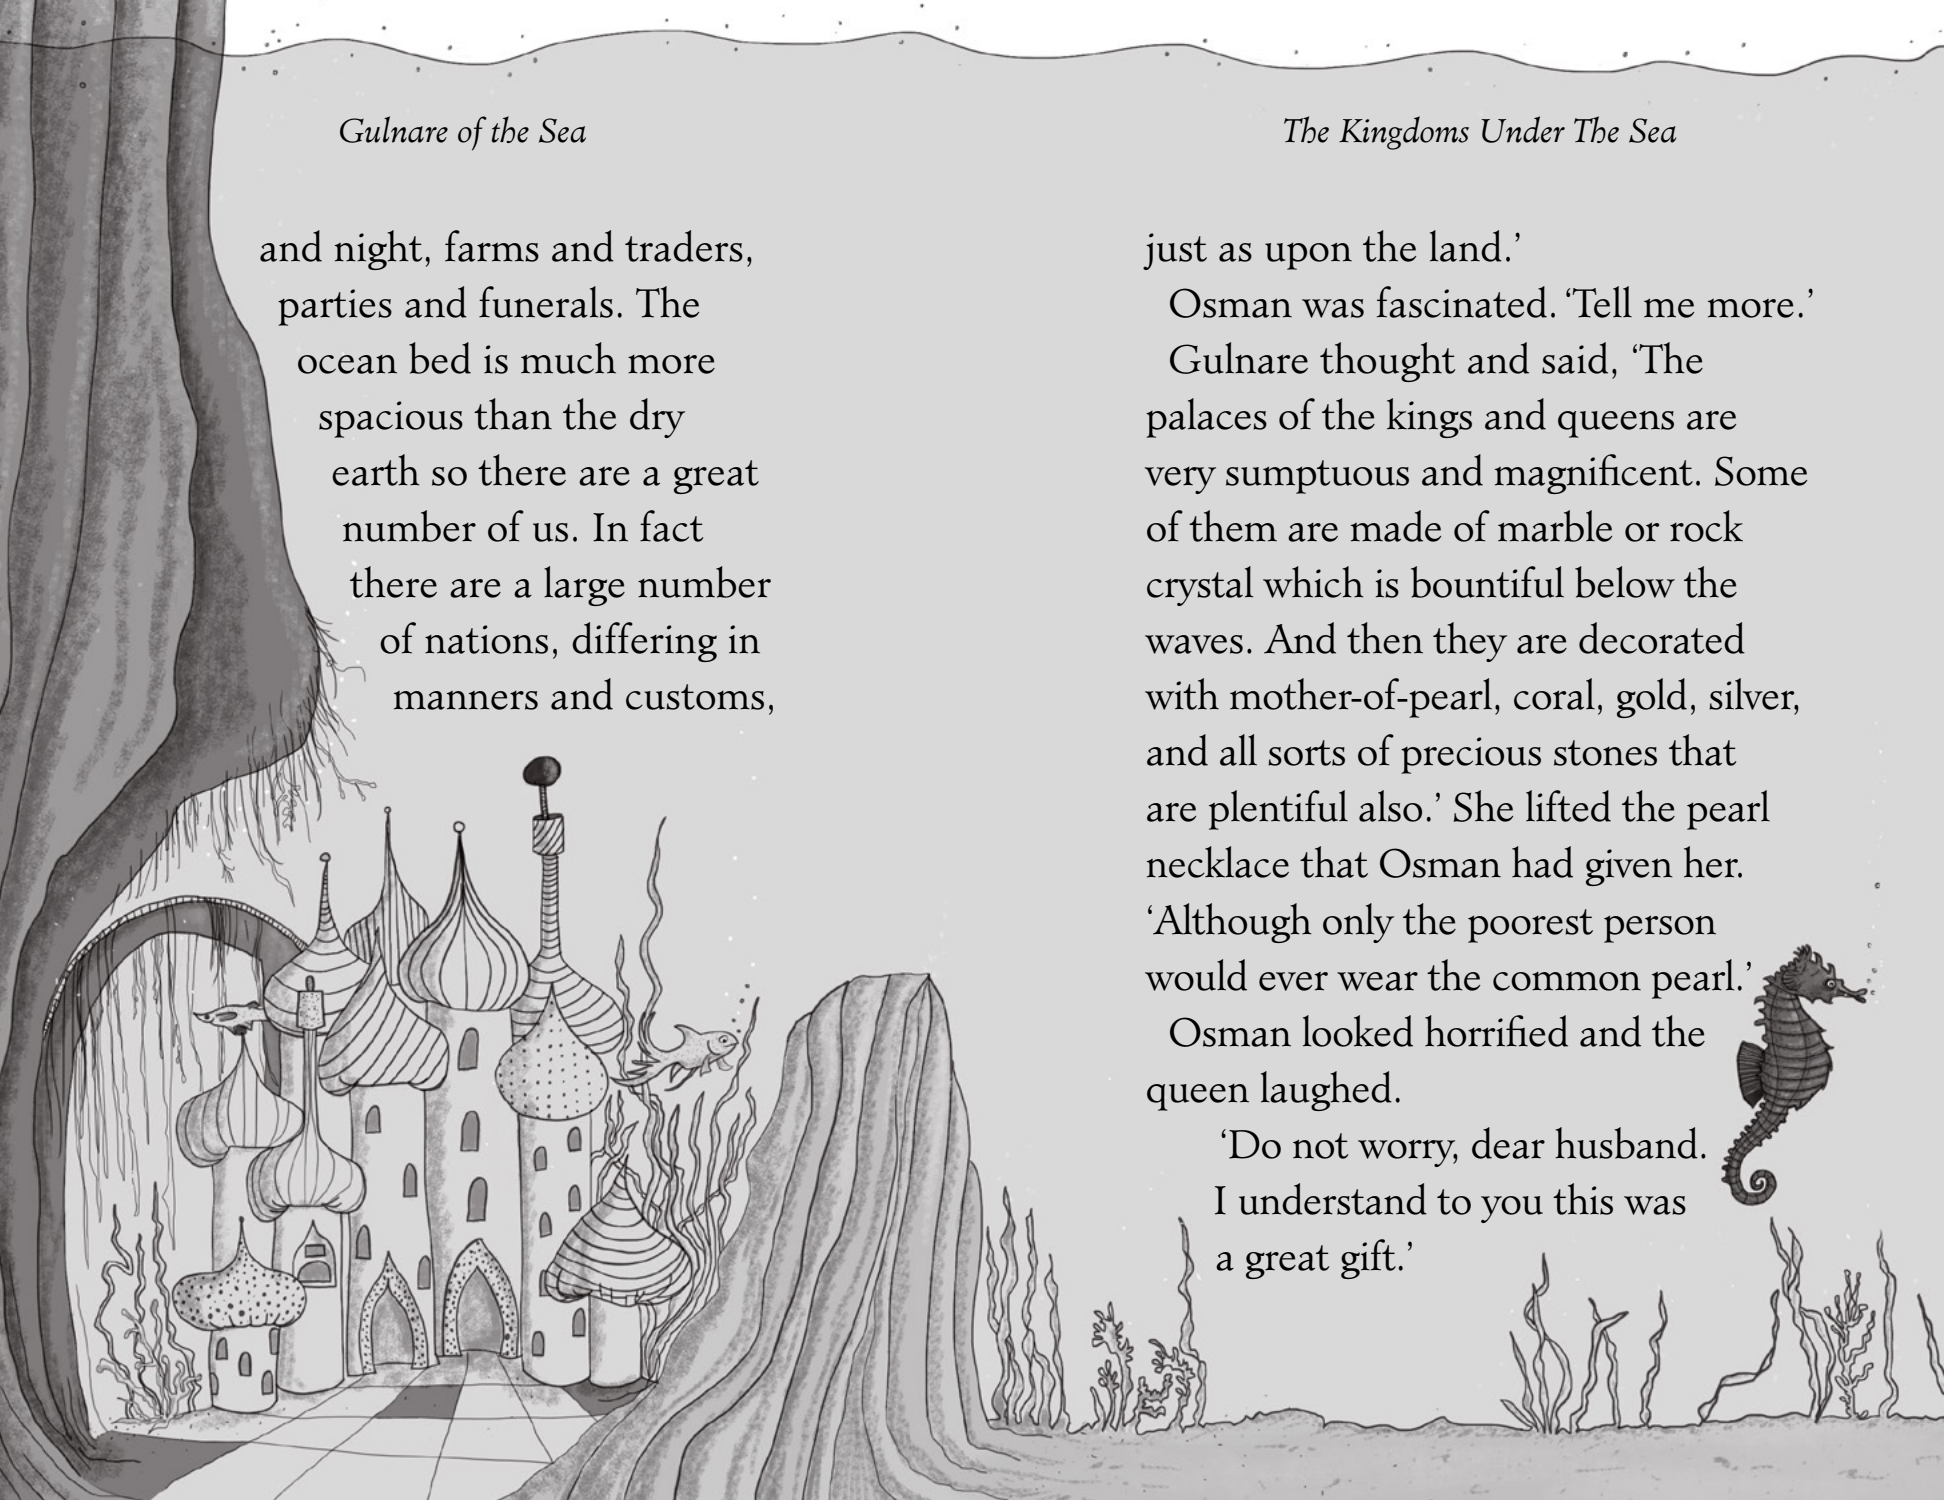 Gulnare of the Sea
and night, farms and traders,
parties and funerals. The
ocean bed is much more
spacious than the dry
earth so there are a great
number of us. In fact
there are a large number
of nations, differing in
manners and customs,
The Kingdoms Under The Sea
just as upon the land.’
Osman was fascinated. ‘Tell me more.’
Gulnare thought and said, ‘The
palaces of the kings and queens are
very sumptuous and magnificent. Some
of them are made of marble or rock
crystal which is bountiful below the
waves. And then they are decorated
with mother-of-pearl, coral, gold, silver,
and all sorts of precious stones that
are plentiful also.’ She lifted the pearl
necklace that Osman had given her.
‘Although only the poorest person
would ever wear the common pearl.’
Osman looked horrified and the
queen laughed.
‘Do not worry, dear husband.
I understand to you this was
a great gift.’